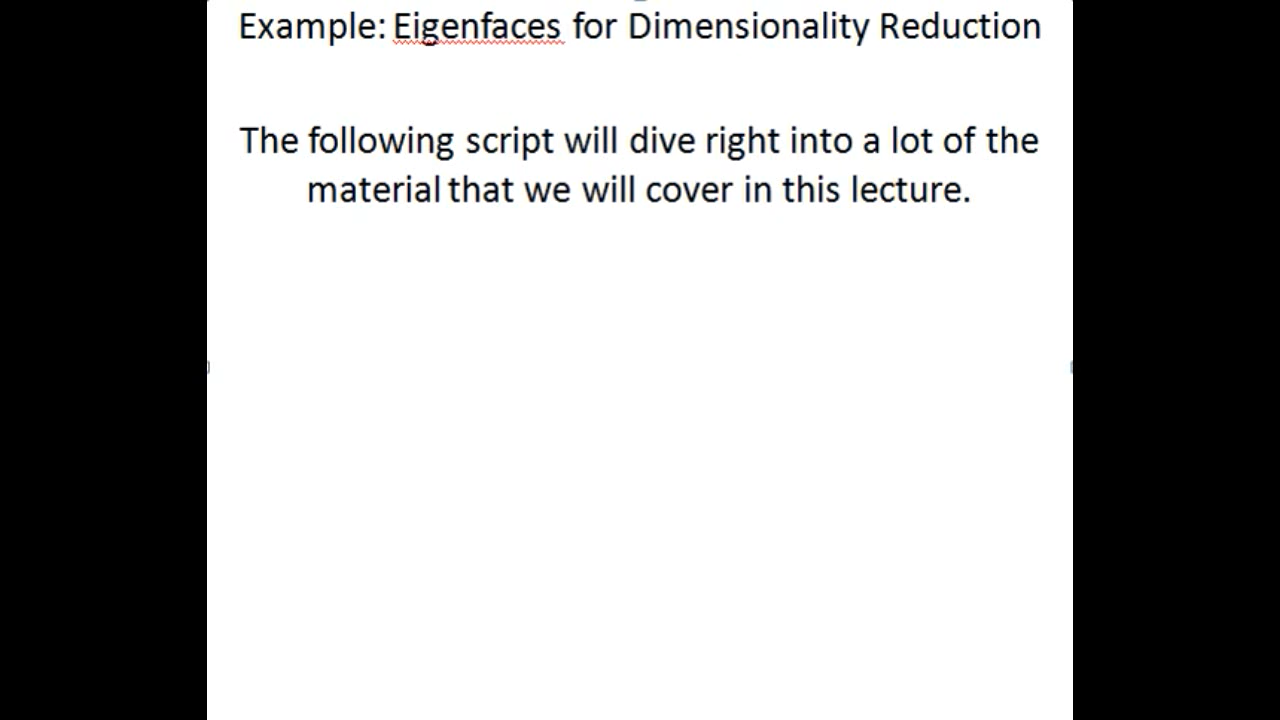 Example: Eigenfaces for Dimensionality Reduction
The following script will dive right into a lot of the
material that we will cover in this lecture.